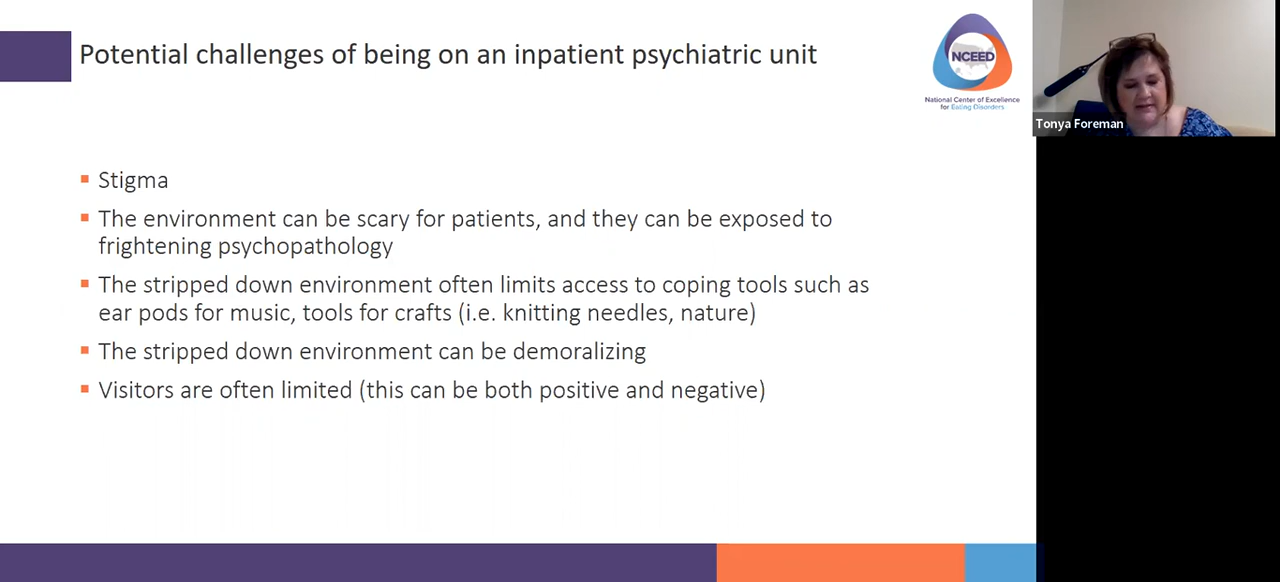 Potential challenges of being on an inpatient psychiatric unit
NCEED
National Center of Excellence
for Eating Disorders
Tonya Foreman
Stigma
The environment can be scary for patients, and they can be exposed to
frightening psychopathology
The stripped down environment often limits access to coping tools such as
ear pods for music, tools for crafts (i.e. knitting needles, nature)
The stripped down environment can be demoralizing
Visitors are often limited (this can be both positive and negative)